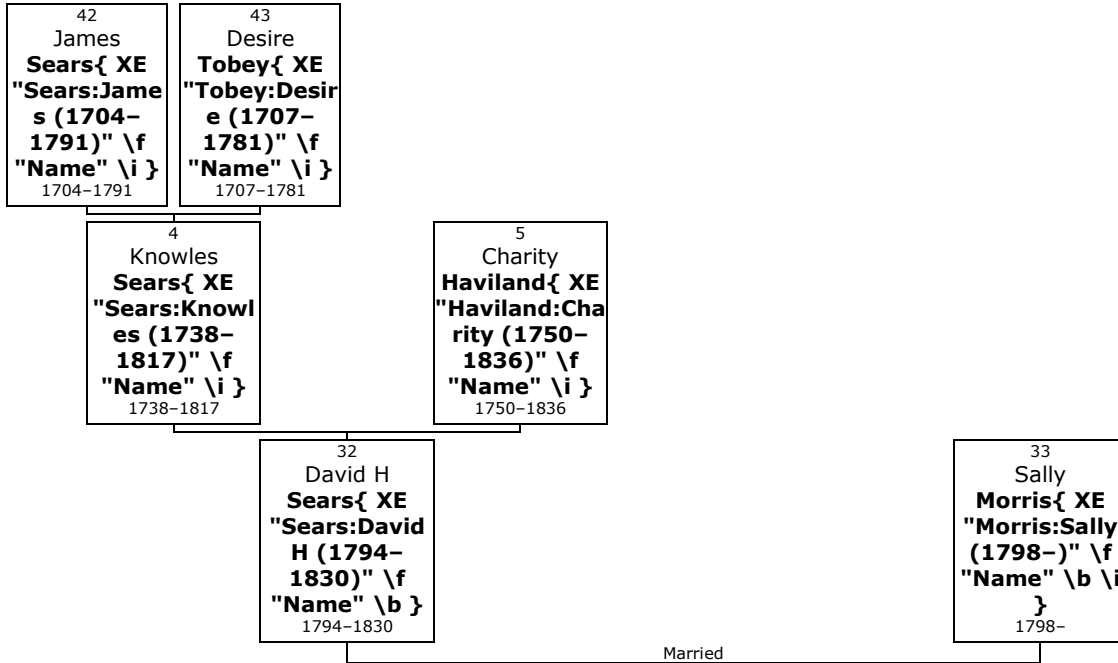 42
James
Sears{ XE
"Sears:Jame
s (1704–
1791)" \f
"Name" \i }
1704–1791
43
Desire
Tobey{ XE
"Tobey:Desir
e (1707–
1781)" \f
"Name" \i }
1707–1781
4
Knowles
Sears{ XE
"Sears:Knowl
es (1738–
1817)" \f
"Name" \i }
1738–1817
5
Charity
Haviland{ XE
"Haviland:Cha
rity (1750–
1836)" \f
"Name" \i }
1750–1836
32
David H
Sears{ XE
"Sears:David
H (1794–
1830)" \f
"Name" \b }
1794–1830
33
Sally
Morris{ XE
"Morris:Sally
(1798–)" \f
"Name" \b \i
}
1798–
Married